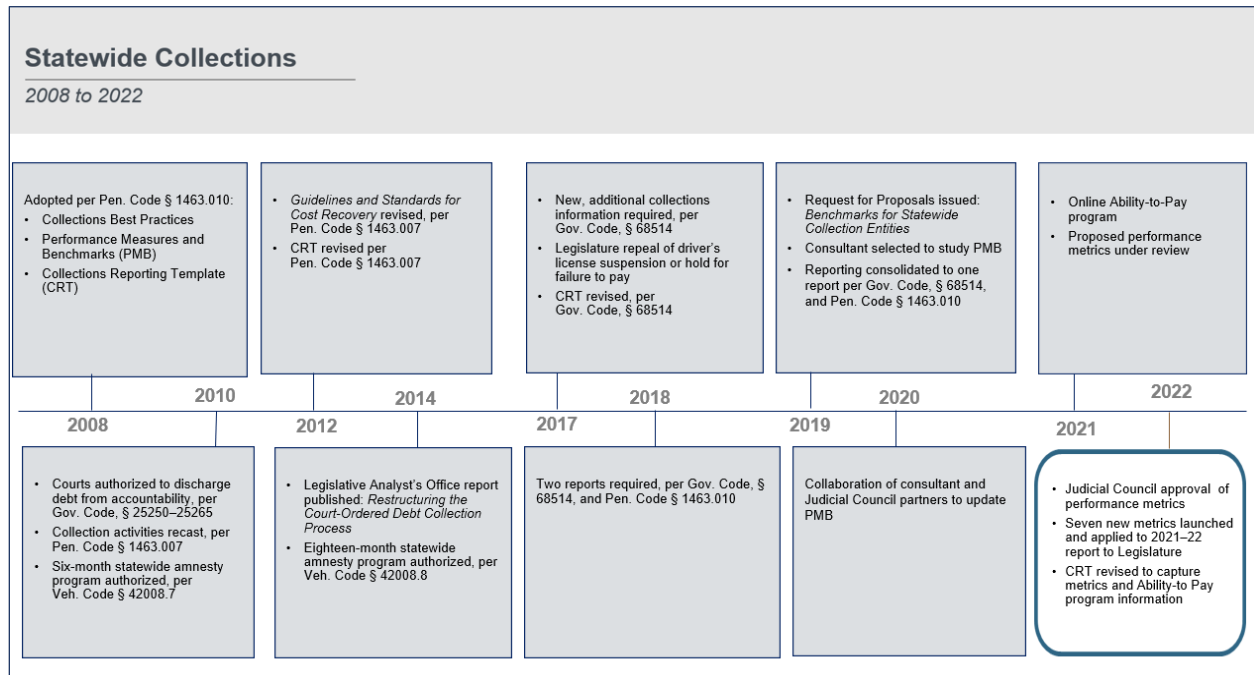 Statewide Collections
2008 to 2022
Adopted per Pen. Code § 1463.010:
• Collections Best Practices
• Performance Measures and
Benchmarks (PMB)
• Collections Reporting Template
(CRT)
• Guidelines and Standards for
Cost Recovery revised, per
Pen. Code § 1463.007
• CRT revised per
Pen. Code § 1463.007
• New, additional collections
information required, per
Gov. Code, § 68514
• Legislature repeal of driver's
license suspension or hold for
failure to pay
• CRT revised, per
Gov. Code, § 68514
• Request for Proposals issued:
Benchmarks for Statewide
Collection Entities
• Consultant selected to study PMB
• Reporting consolidated to one
report per Gov. Code, § 68514,
and Pen. Code § 1463.010
• Online Ability-to-Pay
program
• Proposed performance
metrics under review
2008
2010
2012
2014
2017
2018
2019
2020
2021
2022
• Courts authorized to discharge
debt from accountability, per
Gov. Code, § 25250–25265
• Collection activities recast, per
Pen. Code § 1463.007
• Six-month statewide amnesty
program authorized, per
Veh. Code § 42008.7
• Legislative Analyst's Office report
published: Restructuring the
Court-Ordered Debt Collection
Process
• Eighteen-month statewide
amnesty program authorized, per
Veh. Code § 42008.8
Two reports required, per Gov. Code, §
68514, and Pen. Code § 1463.010
Collaboration of consultant and
Judicial Council partners to update
PMB
• Judicial Council approval of
performance metrics
• Seven new metrics launched
and applied to 2021–22
report to Legislature
• CRT revised to capture
metrics and Ability-to Pay
program information